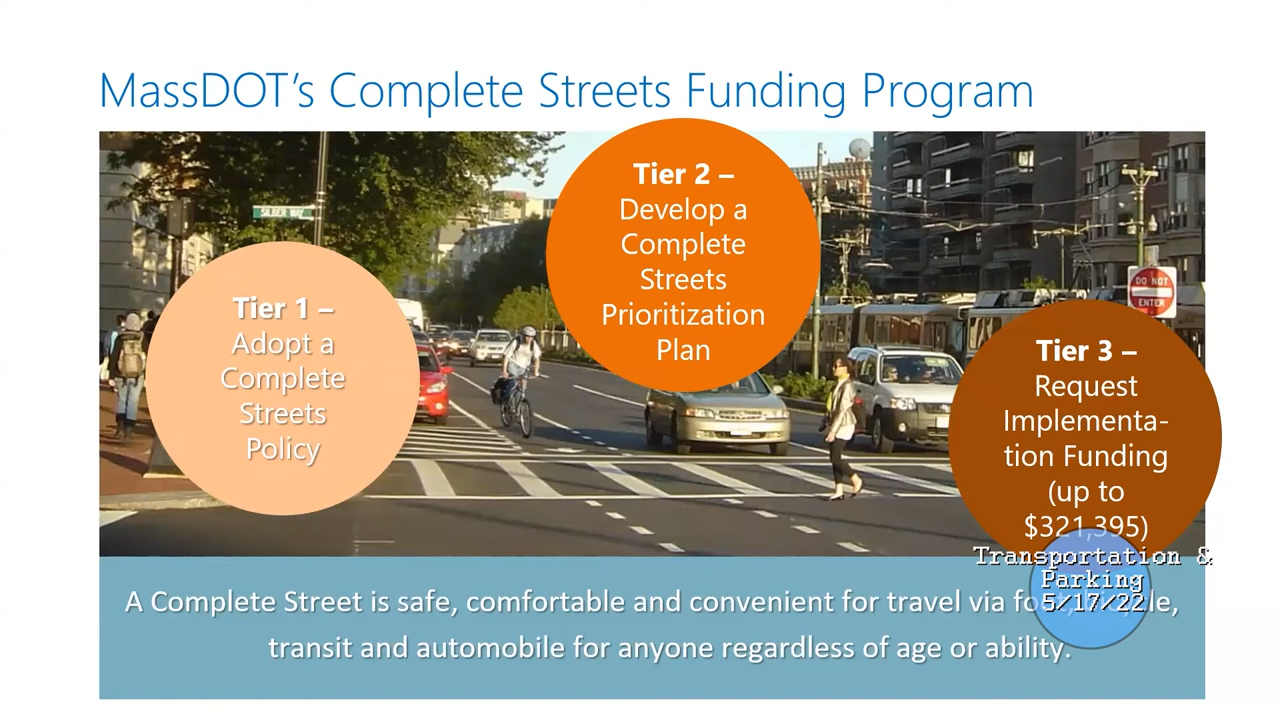 MassDOT's Complete Streets Funding Program
SILBER WAY
Tier 1 –
Adopt a
Complete
Streets
Policy
Tier 2 –
Develop a
Complete
Streets
Prioritization
Plan
DO NOT
ENTER
Tier 3 –
Request
Implementa-
tion Funding
(up to
$321,395)
Transportation &
Parking
5/17/22
A Complete Street is safe, comfortable and convenient for travel via
transit and automobile for anyone regardless of age or ability.